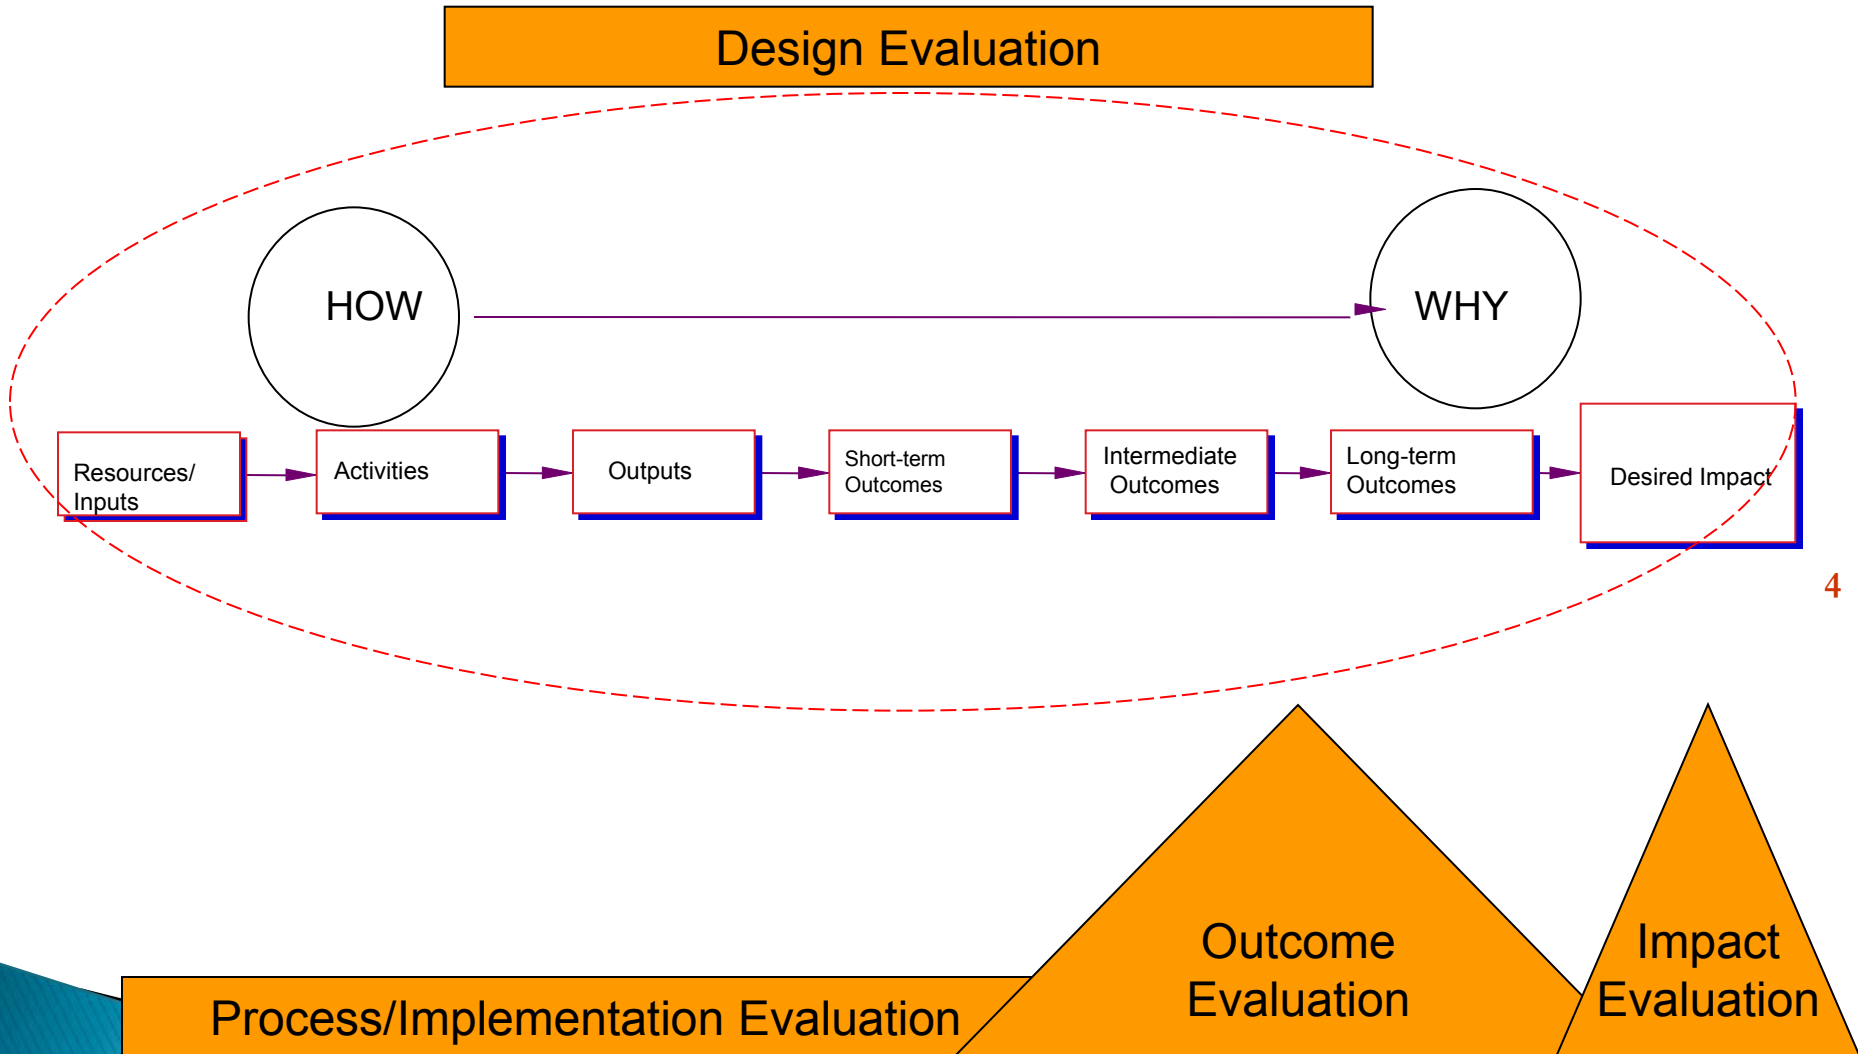 Design Evaluation
HOW
WHY
Resources/
Inputs
Activities
Outputs
Short-term
Outcomes
Intermediate
Outcomes
Long-term
Outcomes
Desired Impact
4
Outcome
Evaluation
Impact
Evaluation
Process/Implementation Evaluation